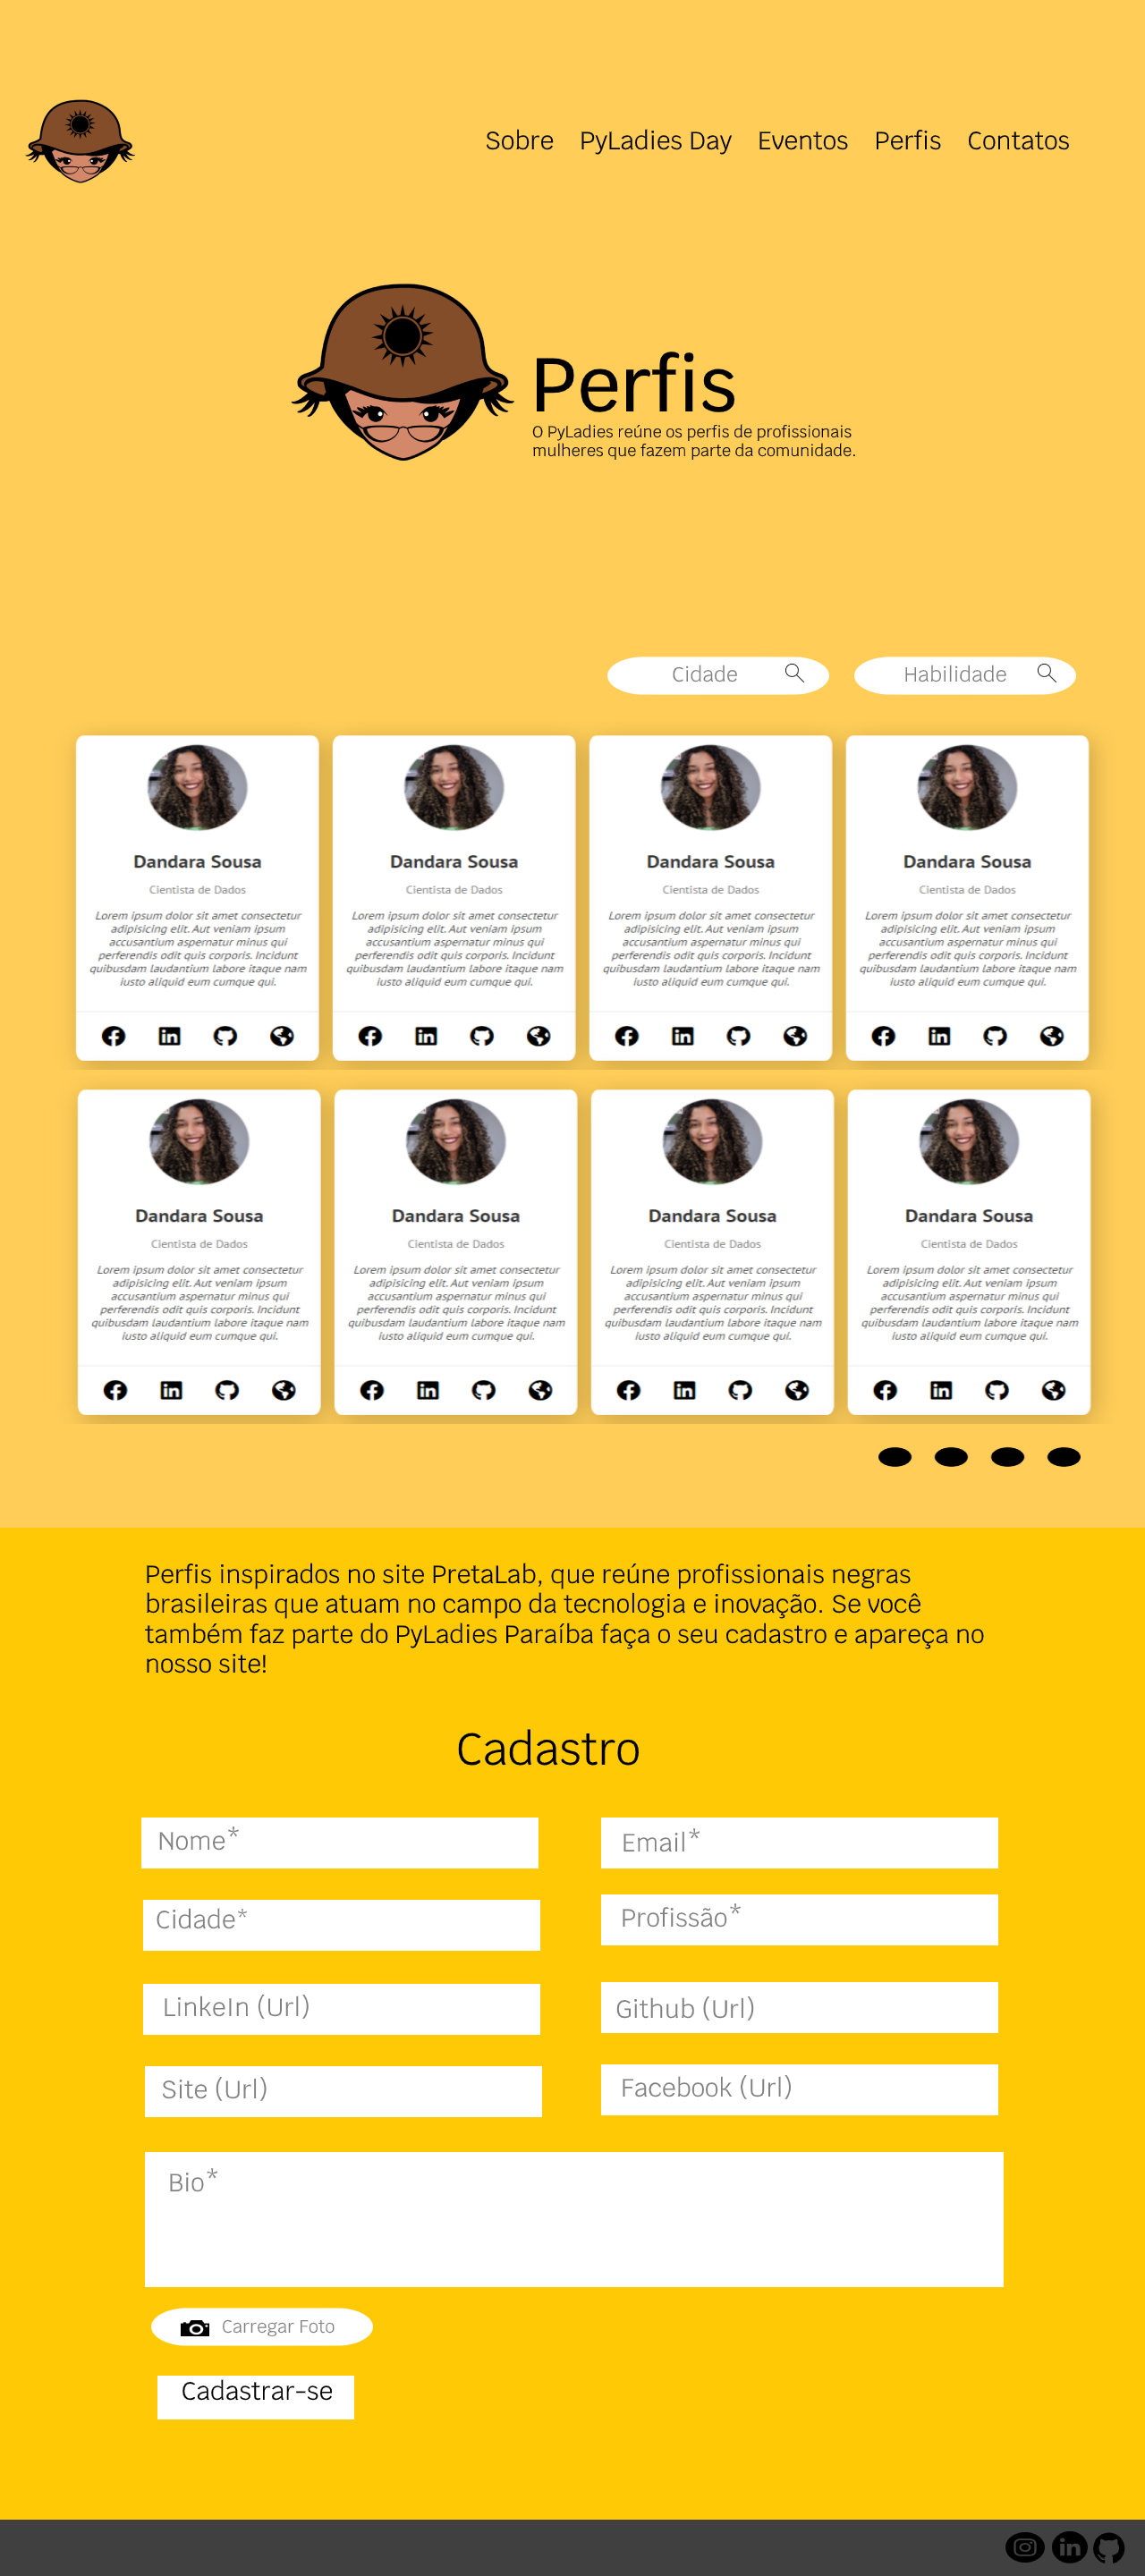 Sobre PyLadies Day Eventos Perfis Contatos
Perfis
O PyLadies reúne os perfis de profissionais
mulheres que fazem parte da comunidade.
Cidade Habilidade
Dandara Sousa Dandara Sousa Dandara Sousa Dandara Sousa
Cientista de Dados Cientista de Dados Cientista de Dados Cientista de Dados
Lorem ipsum dolor sit amet consectetur Lorem ipsum dolor sit amet consectetur Lorem ipsum dolor sit amet consectetur Lorem ipsum dolor sit amet consectetur
adipisicing elit. Aut veniam ipsum adipisicing elit. Aut veniam ipsum adipisicing elit. Aut veniam ipsum adipisicing elit. Aut veniam ipsum
accusantium aspernatur minus qui accusantium aspernatur minus qui accusantium aspernatur minus qui accusantium aspernatur minus qui
perferendis odit quis corporis. Incidunt perferendis odit quis corporis. Incidunt perferendis odit quis corporis. Incidunt perferendis odit quis corporis. Incidunt
quibusdam laudantium labore itaque nam quibusdam laudantium labore itaque nam quibusdam laudantium labore itaque nam quibusdam laudantium labore itaque nam
iusto aliquid eum cumque qui. iusto aliquid eum cumque qui. iusto aliquid eum cumque qui. iusto aliquid eum cumque qui.
Dandara Sousa Dandara Sousa Dandara Sousa Dandara Sousa
Cientista de Dados Cientista de Dados Cientista de Dados Cientista de Dados
Lorem ipsum dolor sit amet consectetur Lorem ipsum dolor sit amet consectetur Lorem ipsum dolor sit amet consectetur Lorem ipsum dolor sit amet consectetur
adipisicing elit. Aut veniam ipsum adipisicing elit. Aut veniam ipsum adipisicing elit. Aut veniam ipsum adipisicing elit. Aut veniam ipsum
accusantium aspernatur minus qui accusantium aspernatur minus qui accusantium aspernatur minus qui accusantium aspernatur minus qui
perferendis odit quis corporis. Incidunt perferendis odit quis corporis. Incidunt perferendis odit quis corporis. Incidunt perferendis odit quis corporis. Incidunt
quibusdam laudantium labore itaque nam quibusdam laudantium labore itaque nam quibusdam laudantium labore itaque nam quibusdam laudantium labore itaque nam
iusto aliquid eum cumque qui. iusto aliquid eum cumque qui. iusto aliquid eum cumque qui. iusto aliquid eum cumque qui.
Perfis inspirados no site PretaLab, que reúne profissionais negras
brasileiras que atuam no campo da tecnologia e inovação. Se você
também faz parte do PyLadies Paraíba faça o seu cadastro e apareça no
nosso site!
Cadastro
Nome* Email*
Cidade* Profissão*
LinkeIn (Url) Github (Url)
Site (Url) Facebook (Url)
Bio*
Carregar Foto
Cadastrar-se